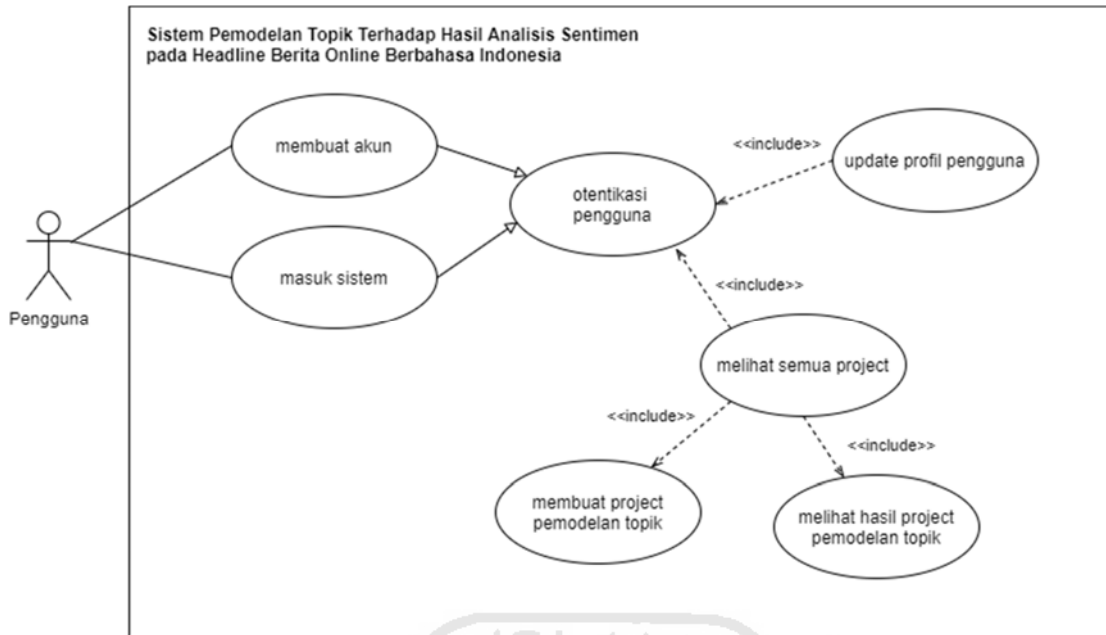 Sistem Pemodelan Topik Terhadap Hasil Analisis Sentimen
pada Headline Berita Online Berbahasa Indonesia
membuat akun
<<include>>
update profil pengguna
otentikasi
pengguna
masuk sistem
Pengguna
<<include>>
melihat semua project
<<include>>
<<include>>
membuat project
pemodelan topik
melihat hasil project
pemodelan topik